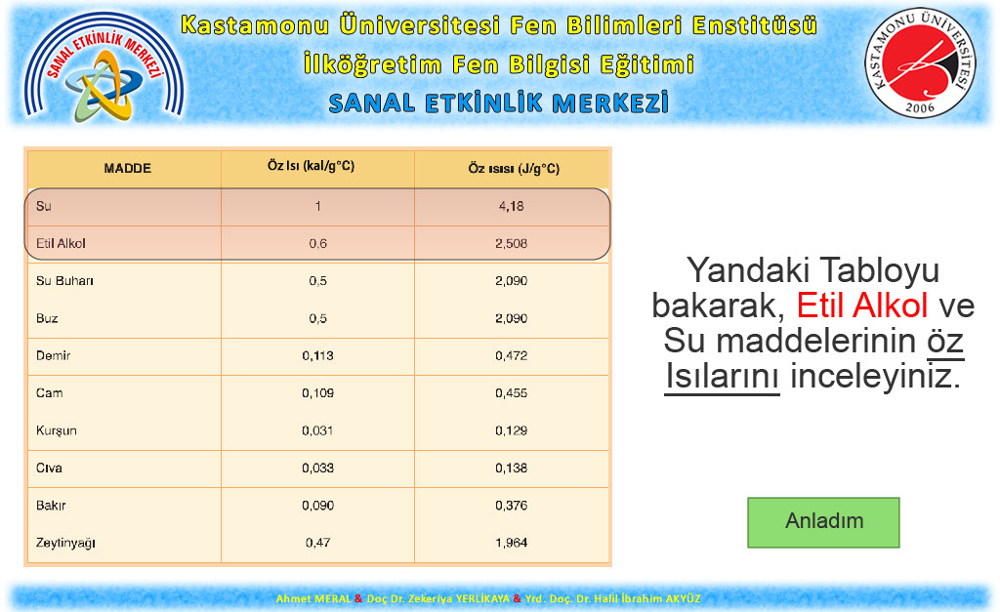 Kastamonu Üniversitesi Fen Bilimleri Enstitüsü
İlköğretim Fen Bilgisi Eğitimi
SANAL ETKİNLİK MERKEZİ
SANAL ETKİNLİK MERKEZİ
KASTAMONU ÜNİVERSİTESİ
2006
MADDE Öz Isı (kal/g°C) Öz ısısı (J/g°C)
Su 1 4,18
Etil Alkol 0,6 2,508
Su Buharı 0,5 2,090
Buz 0,5 2,090
Demir 0,113 0,472
Cam 0,109 0,455
Kurşun 0,031 0,129
Cıva 0,033 0,138
Bakır 0,090 0,376
Zeytinyağı 0,47 1,964
Yandaki Tabloyu
bakarak, Etil Alkol ve
Su maddelerinin öz
Isılarını inceleyiniz.
Anladım
Ahmet MERAL & Doç Dr. Zekeriya YERLİKAYA & Yrd. Doç. Dr. Halil İbrahim AKYÜZ